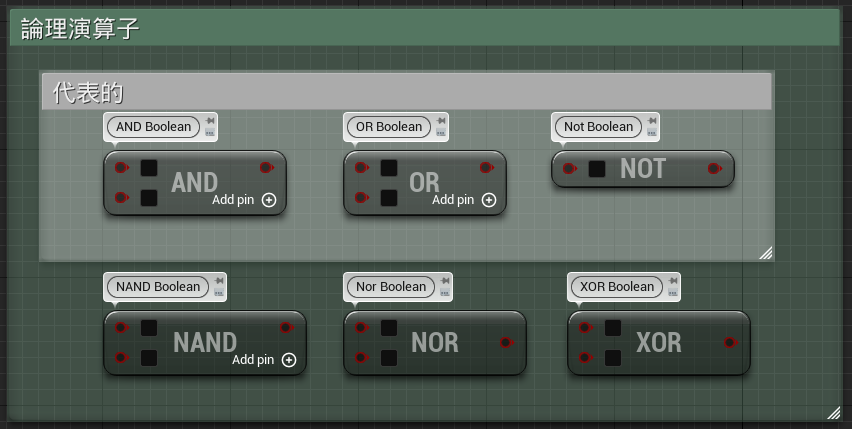 論理演算子
代表的
AND Boolean
OR Boolean
Not Boolean
AND
Add pin
OR
Add pin
NOT
NAND Boolean
Nor Boolean
XOR Boolean
NAND
Add pin
NOR
XOR